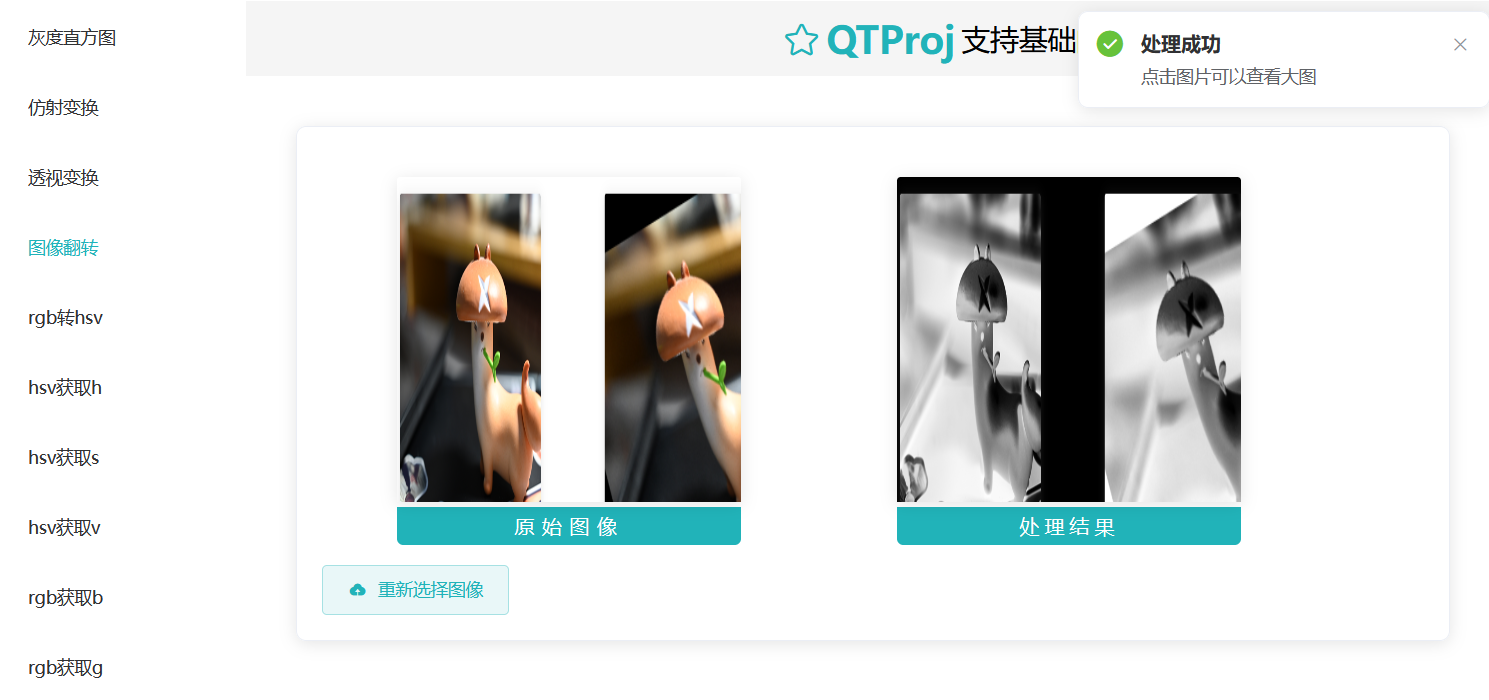 灰度直方图
仿射变换
透视变换
图像翻转
rgb转hsv
hsv获取h
hsv获取s
hsv获取v
rgb获取b
rgb获取g
QTProj 支持基础
处理成功
点击图片可以查看大图
原始图像
处理结果
重新选择图像